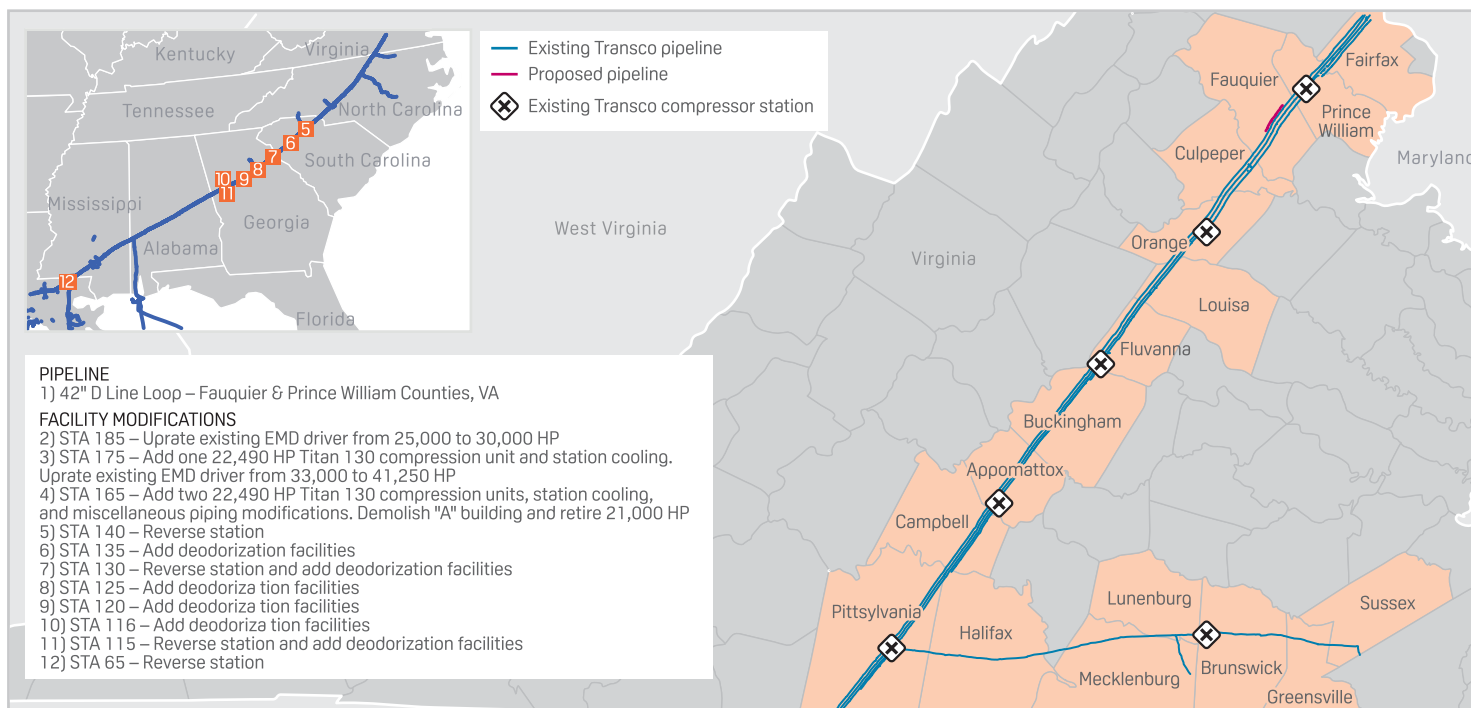 Kentucky
Virginia
Tennessee
North Carolina
5
6
South Carolina
7
8
10
9
11
Mississippi
Georgia
Alabama
12
Florida
Existing Transco pipeline
Proposed pipeline
Existing Transco compressor station
PIPELINE
1) 42" D Line Loop – Fauquier & Prince William Counties, VA
FACILITY MODIFICATIONS
2) STA 185 – Uprate existing EMD driver from 25,000 to 30,000 HP
3) STA 175 – Add one 22,490 HP Titan 130 compression unit and station cooling.
Uprate existing EMD driver from 33,000 to 41,250 HP
4) STA 165 – Add two 22,490 HP Titan 130 compression units, station cooling,
and miscellaneous piping modifications. Demolish "A" building and retire 21,000 HP
5) STA 140 – Reverse station
6) STA 135 – Add deodorization facilities
7) STA 130 – Reverse station and add deodorization facilities
8) STA 125 – Add deodoriza tion facilities
9) STA 120 – Add deodorization facilities
10) STA 116 – Add deodoriza tion facilities
11) STA 115 – Reverse station and add deodorization facilities
12) STA 65 – Reverse station
Fairfax
Fauquier
Prince
William
Culpeper
Maryland
West Virginia
Orange
Virginia
Louisa
Fluvanna
Buckingham
Appomattox
Campbell
Lunenburg
Sussex
Pittsylvania
Halifax
Brunswick
Mecklenburg
Greensville